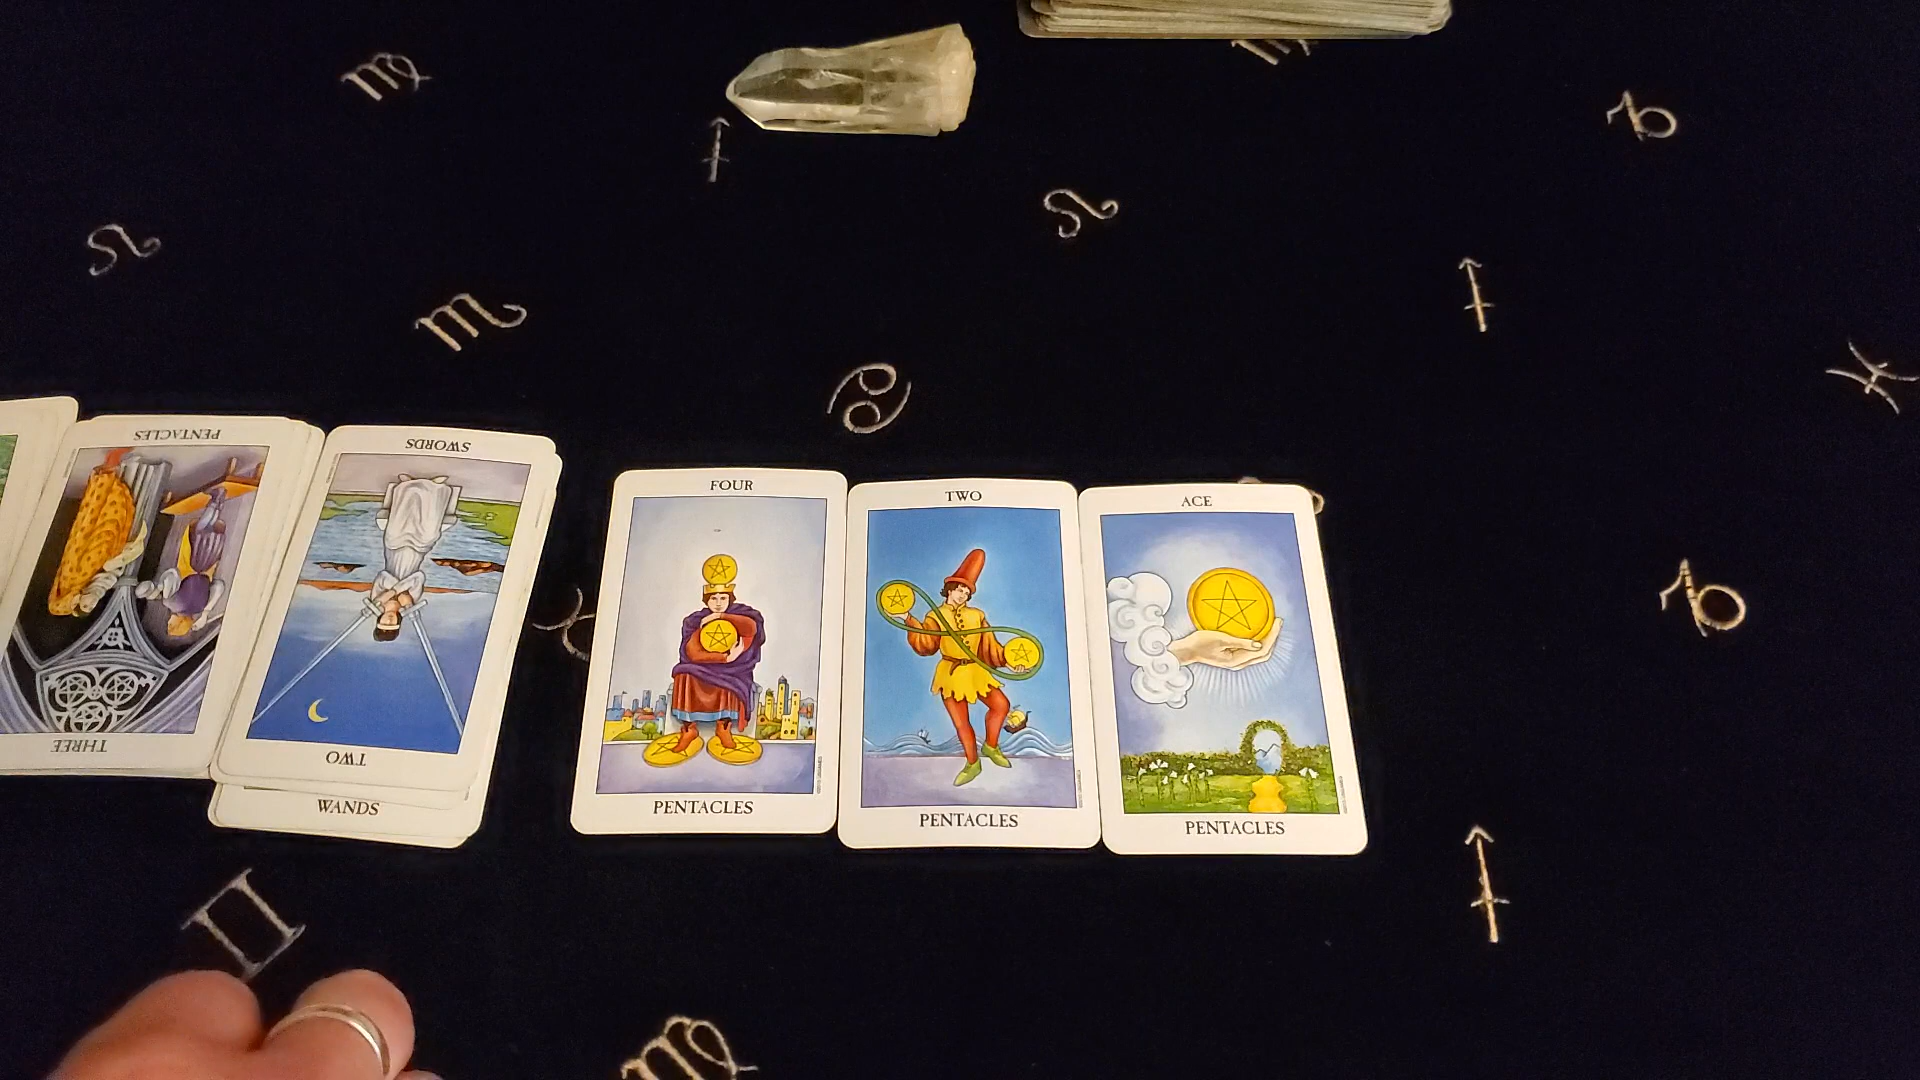 PENTACLES
THREE
SWORDS
TWO
WANDS
FOUR
PENTACLES
TWO
PENTACLES
ACE
PENTACLES